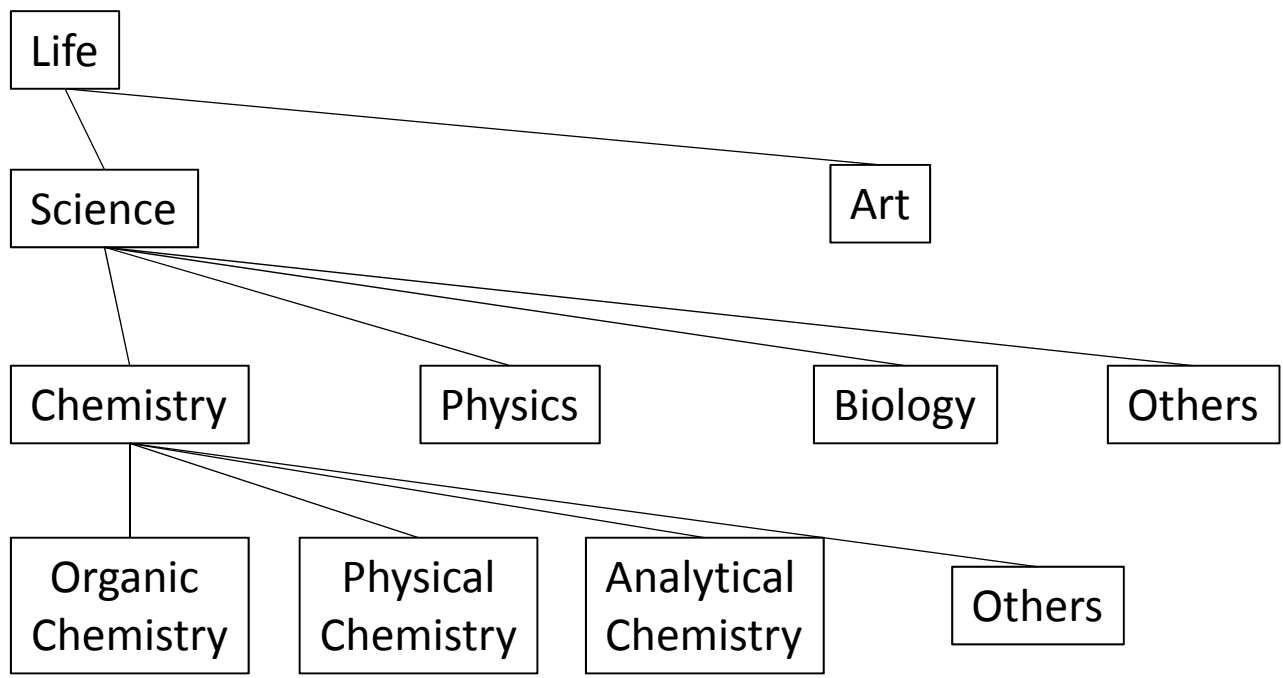 Life
Science
Art
Chemistry
Physics
Biology
Others
Organic
Chemistry
Physical
Chemistry
Analytical
Chemistry
Others